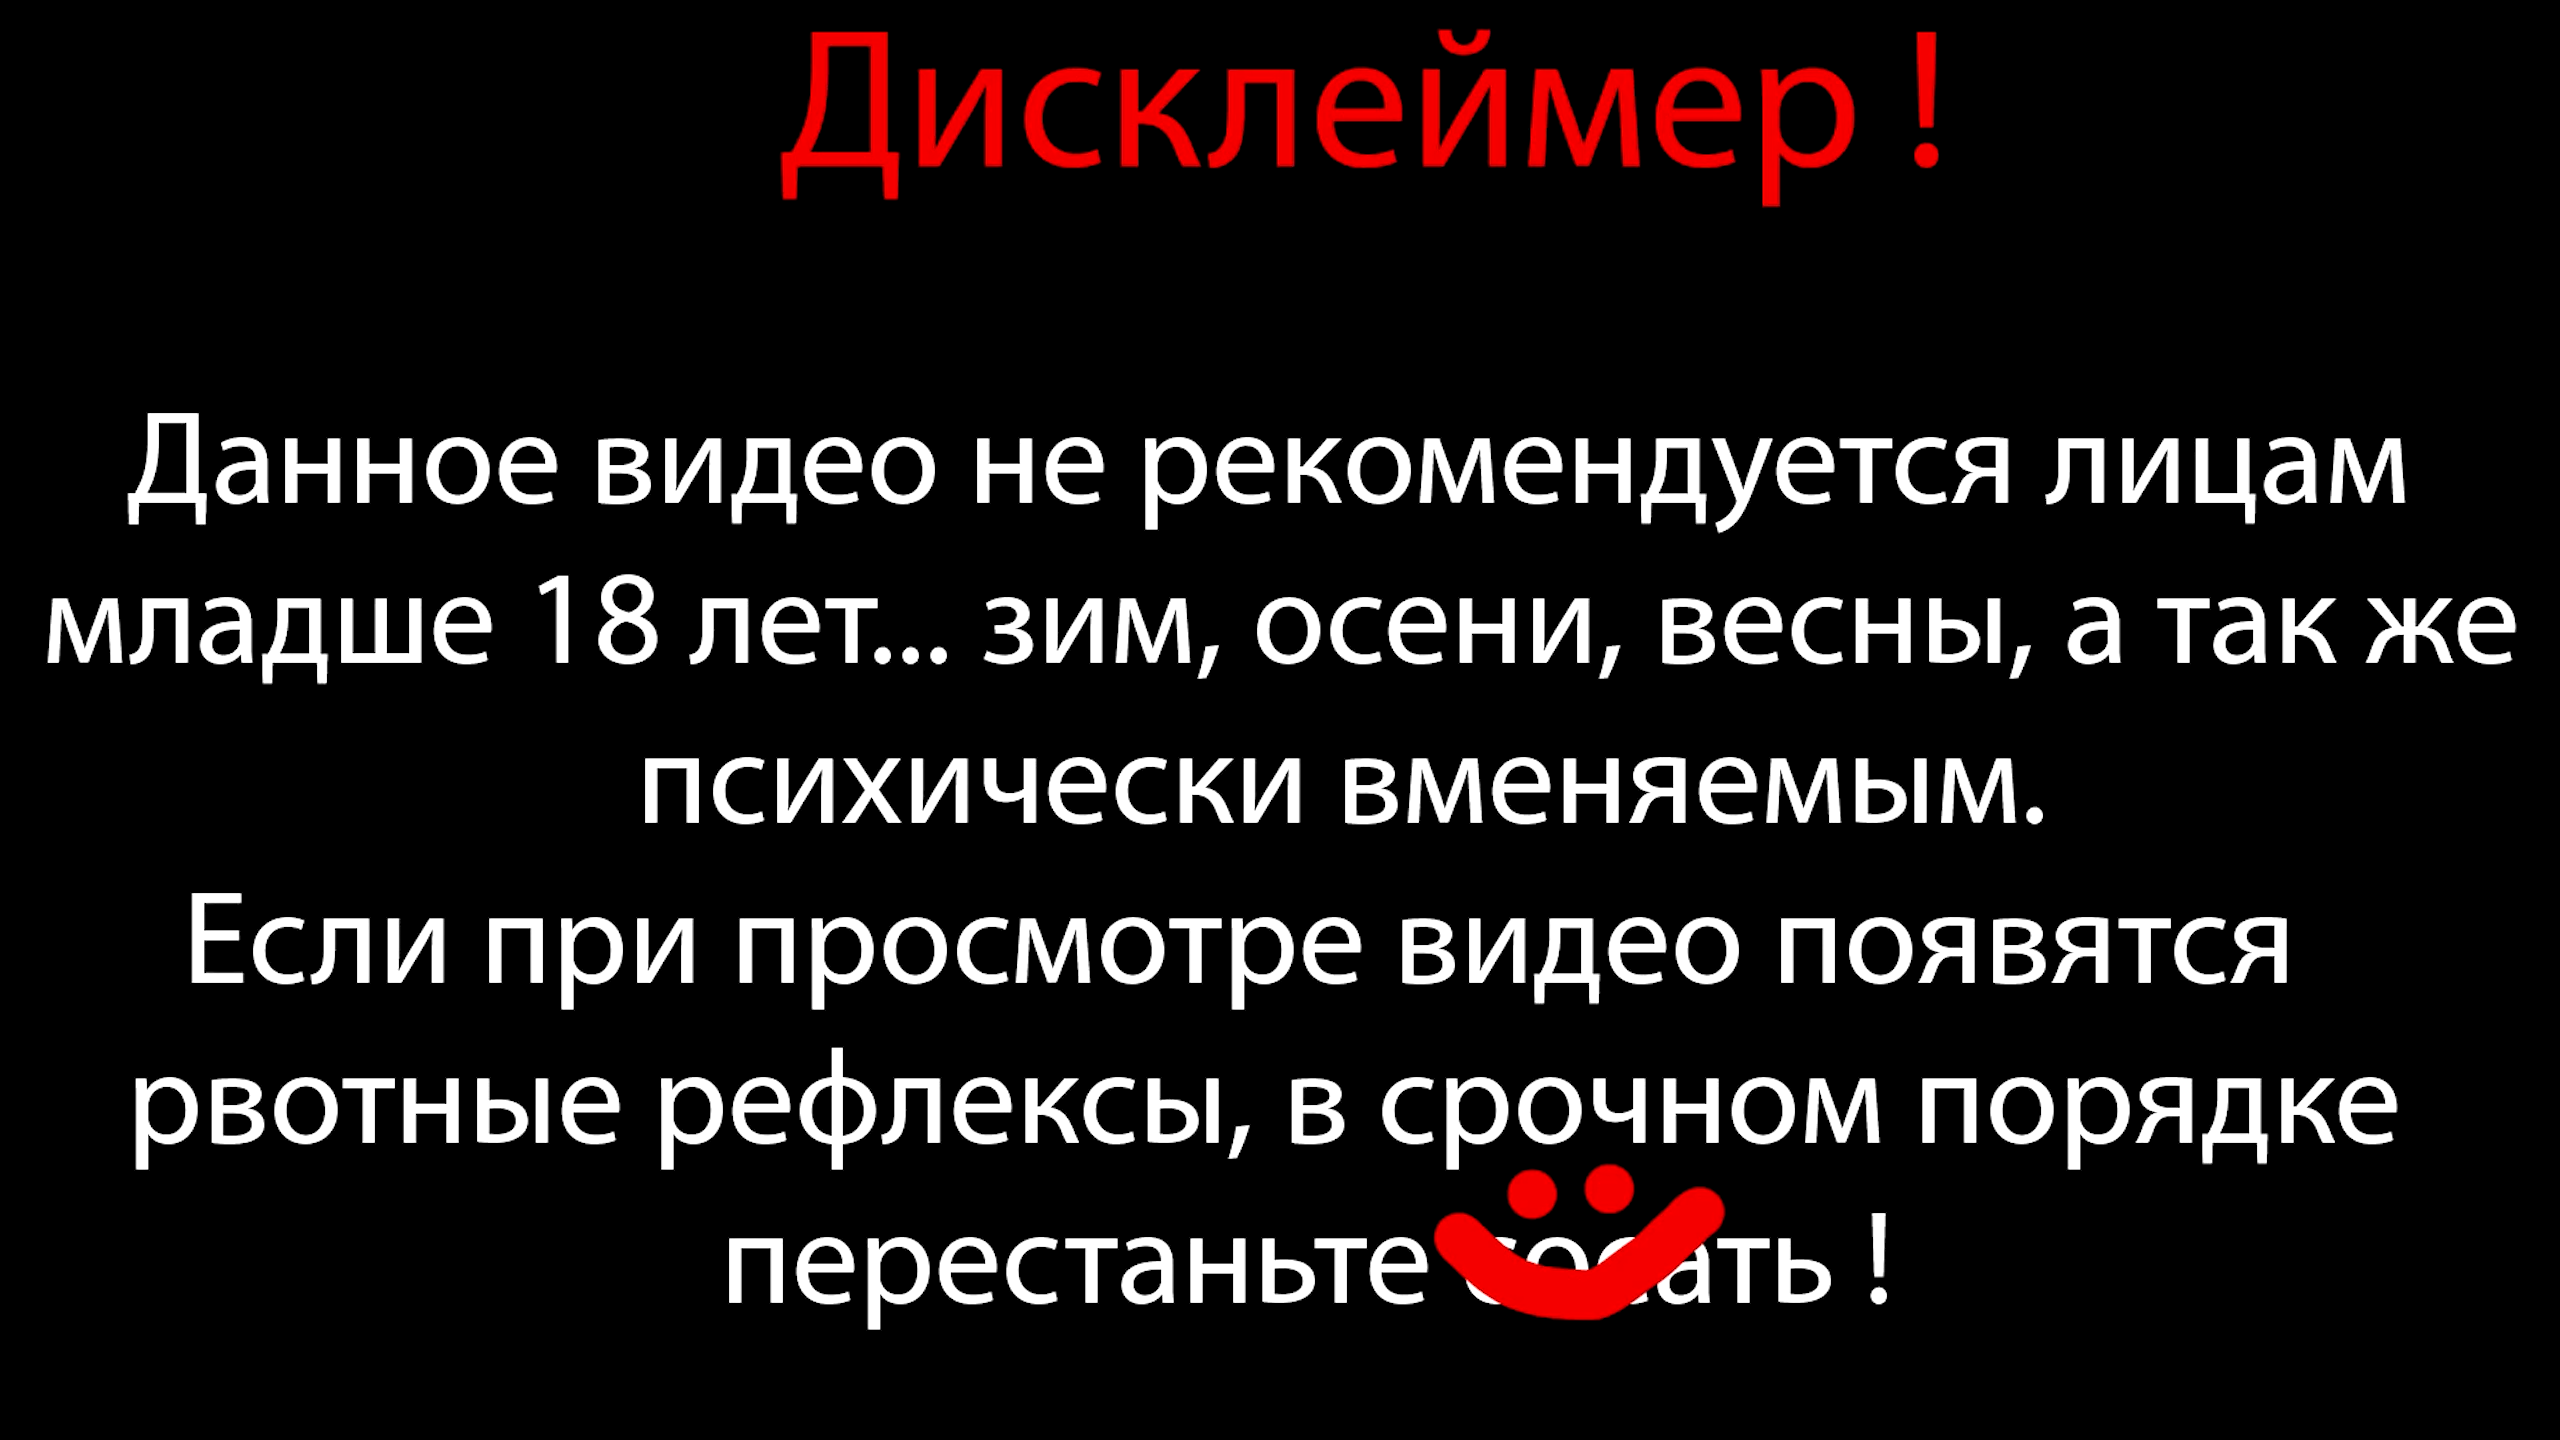 Дисклеймер !
Данное видео не рекомендуется лицам
младше 18 лет... зим, осени, весны, а так же
психически вменяемым.
Если при просмотре видео появятся
рвотные рефлексы, в срочном порядке
перестаньте сосать !